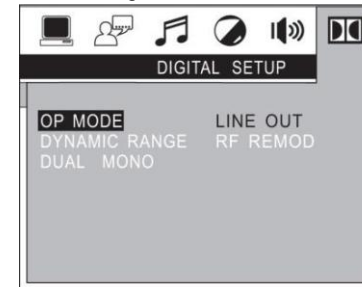 DIGITAL SETUP
OP MODE LINE OUT
DYNAMIC RANGE RF REMOD
DUAL MONO